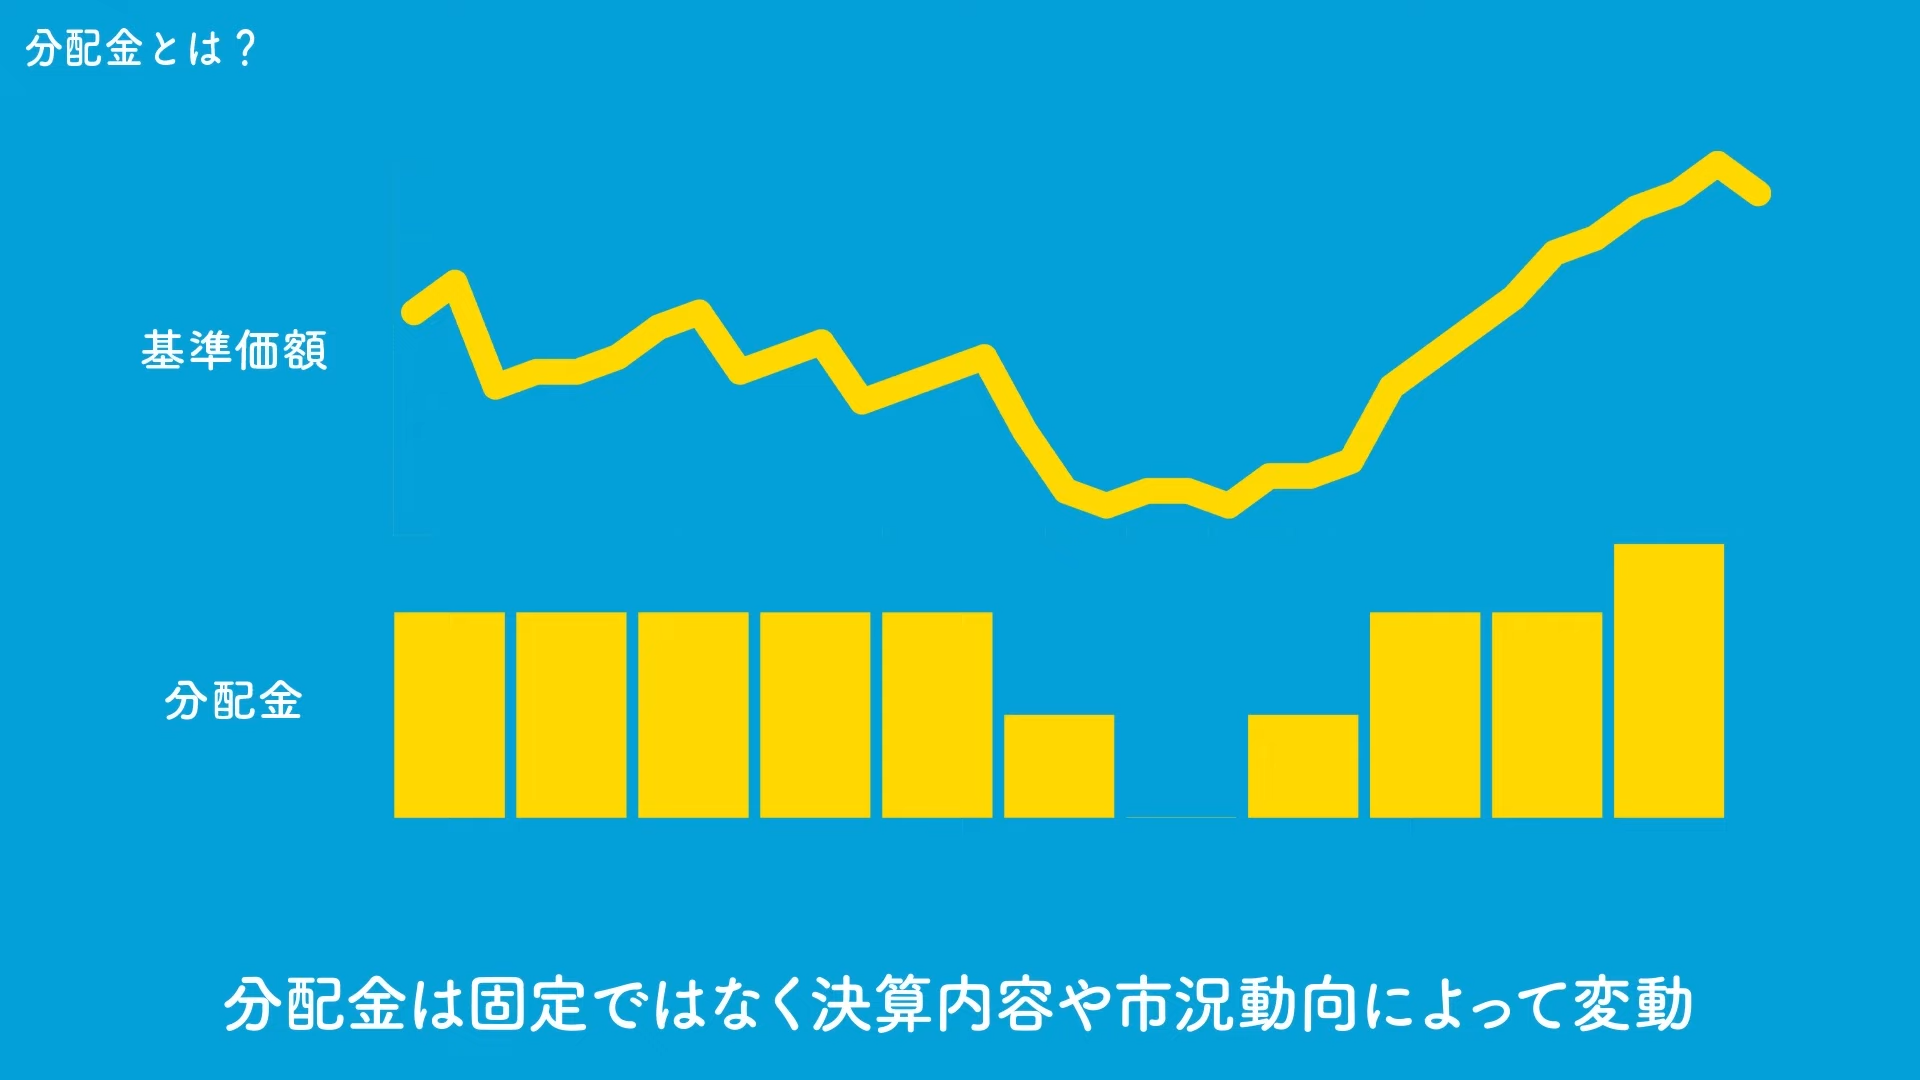 分配金とは？
基準価額
分配金
分配金は固定ではなく決算内容や市況動向によって変動